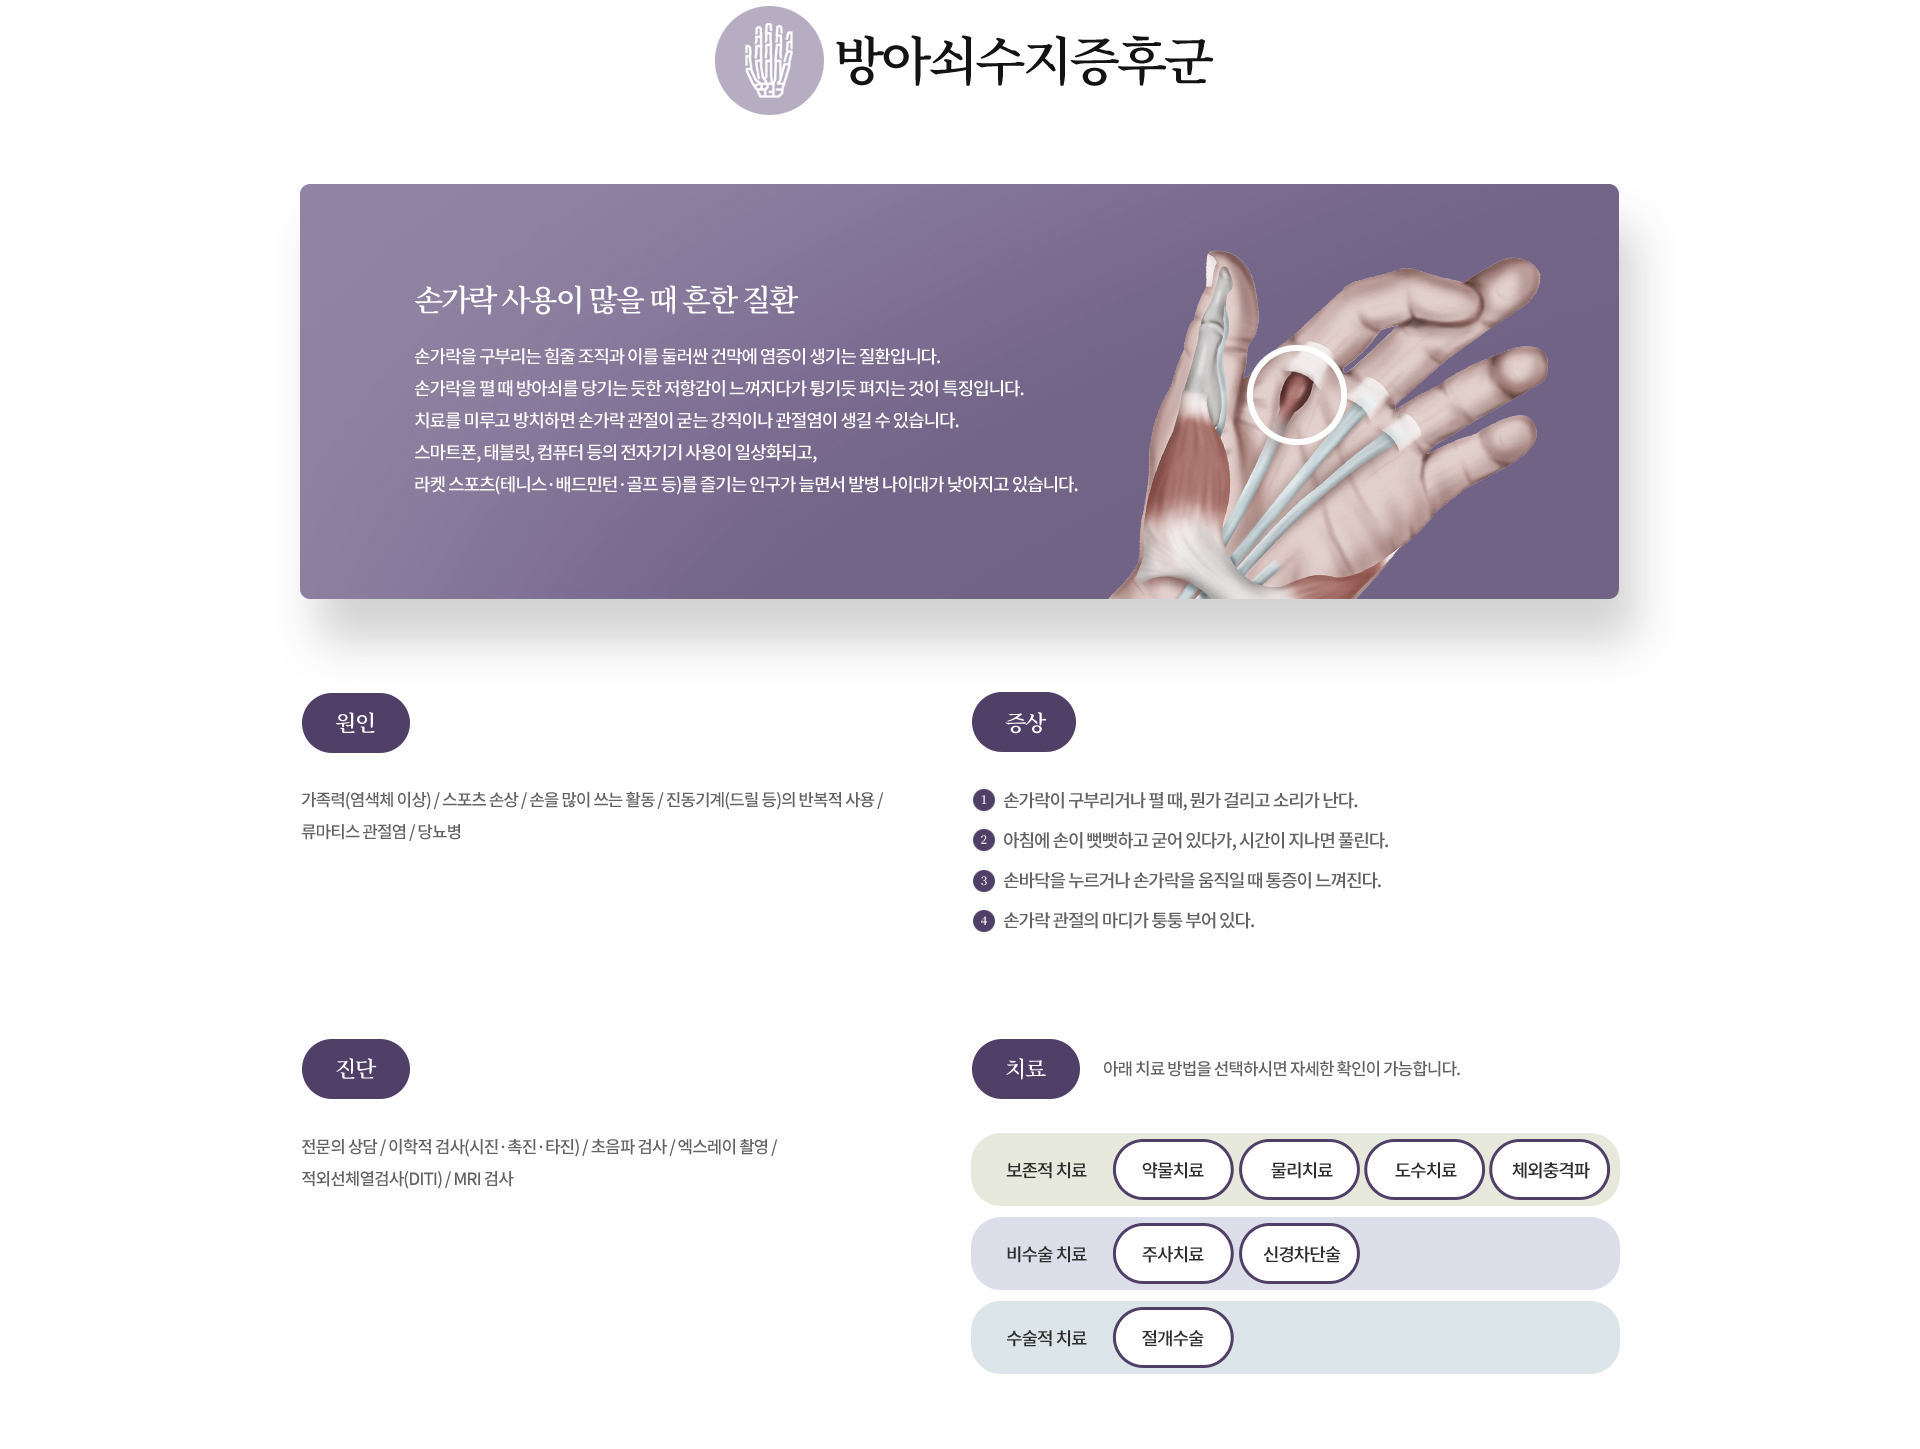 방아쇠수지증후군
손가락 사용이 많을 때 흔한 질환
손가락을 구부리는 힘줄 조직과 이를 둘러싼 건막에 염증이 생기는 질환입니다.
손가락을 펼 때 방아쇠를 당기는 듯한 저항감이 느껴지다가 튕기듯 펴지는 것이 특징입니다.
치료를 미루고 방치하면 손가락 관절이 굳는 강직이나 관절염이 생길 수 있습니다.
스마트폰, 태블릿, 컴퓨터 등의 전자기기 사용이 일상화되고,
라켓 스포츠(테니스·배드민턴·골프 등)를 즐기는 인구가 늘면서 발병 나이대가 낮아지고 있습니다.
원인
가족력(염색체 이상) / 스포츠 손상 / 손을 많이 쓰는 활동 / 진동기계(드릴 등)의 반복적 사용 /
류마티스 관절염 / 당뇨병
증상
1 손가락이 구부리거나 펼 때, 뭔가 걸리고 소리가 난다.
2 아침에 손이 뻣뻣하고 굳어 있다가, 시간이 지나면 풀린다.
3 손바닥을 누르거나 손가락을 움직일 때 통증이 느껴진다.
4 손가락 관절의 마디가 퉁퉁 부어 있다.
진단
전문의 상담 / 이학적 검사(시진·촉진·타진) / 초음파 검사 / 엑스레이 촬영 /
적외선체열검사(DITI) / MRI 검사
치료 아래 치료 방법을 선택하시면 자세한 확인이 가능합니다.
보존적 치료 약물치료 물리치료 도수치료 체외충격파
비수술 치료 주사치료 신경차단술
수술적 치료 절개수술